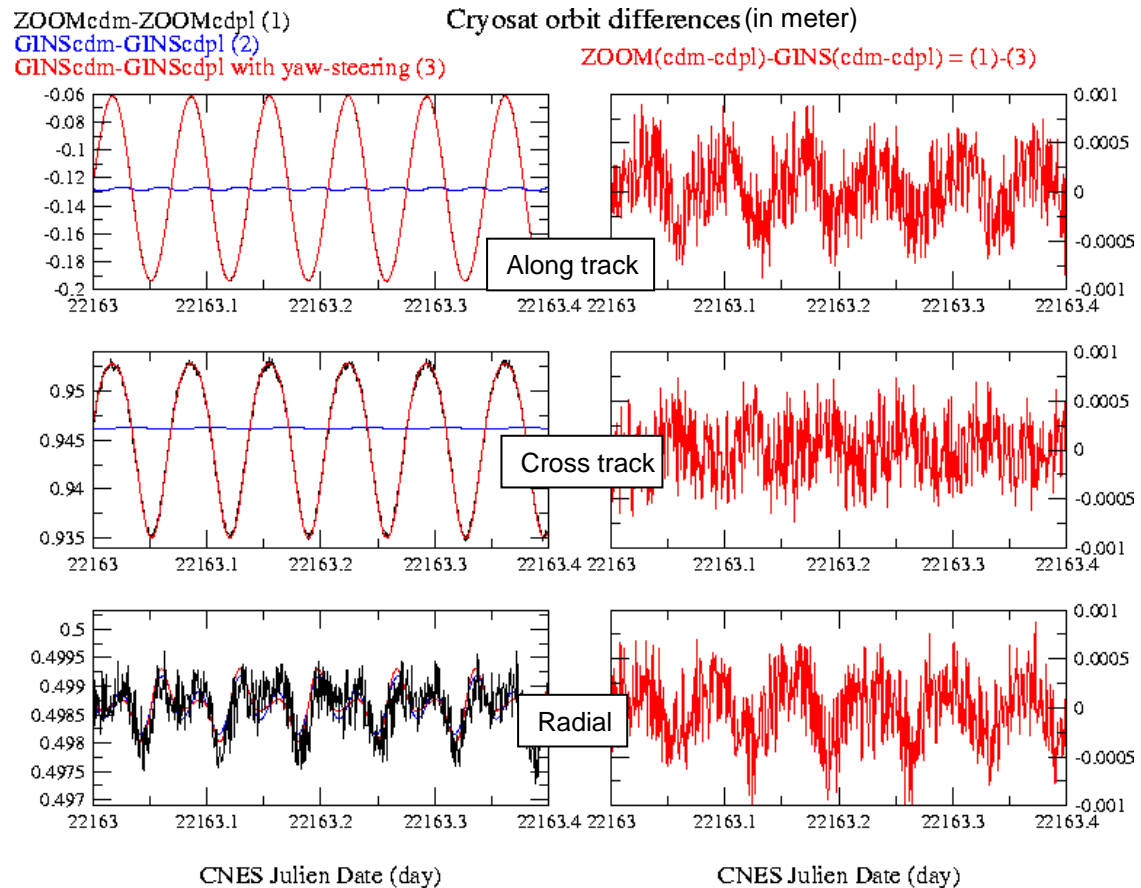 ZOOMcdm-ZOOMcdpl (1)
Cryosat orbit differences (in meter)
GINScdm-GINScdpl (2)
GINScdm-GINScdpl with yaw-steering (3)
ZOOM(cdm-cdpl)-GINS(cdm-cdpl) = (1)-(3)
-0.06
-0.08
-0.1
-0.13
-0.16
-0.18
-0.2
0.001
0.0005
0
-0.0005
-0.001
Along track
22163 22163.1 22163.2 22163.3 22163.4
22163 22163.1 22163.2 22163.3 22163.4
0.95
0.945
0.94
0.935
0.001
0.0005
0
-0.0005
-0.001
Cross track
22163 22163.1 22163.2 22163.3 22163.4
22163 22163.1 22163.2 22163.3 22163.4
0.5
0.4995
0.499
0.4985
0.498
0.4975
0.497
0.001
0.0005
0
-0.0005
-0.001
Radial
22163 22163.1 22163.2 22163.3 22163.4
22163 22163.1 22163.2 22163.3 22163.4
CNES Julien Date (day)
CNES Julien Date (day)